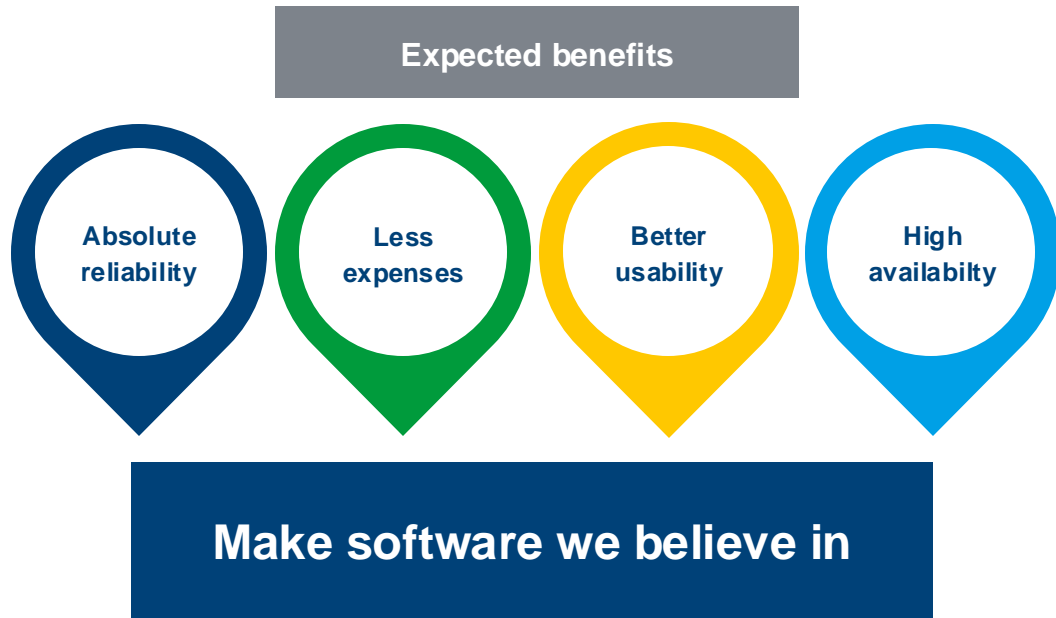 Expected benefits
Absolute
reliability
Less
expenses
Better
usability
High
availabilty
Make software we believe in